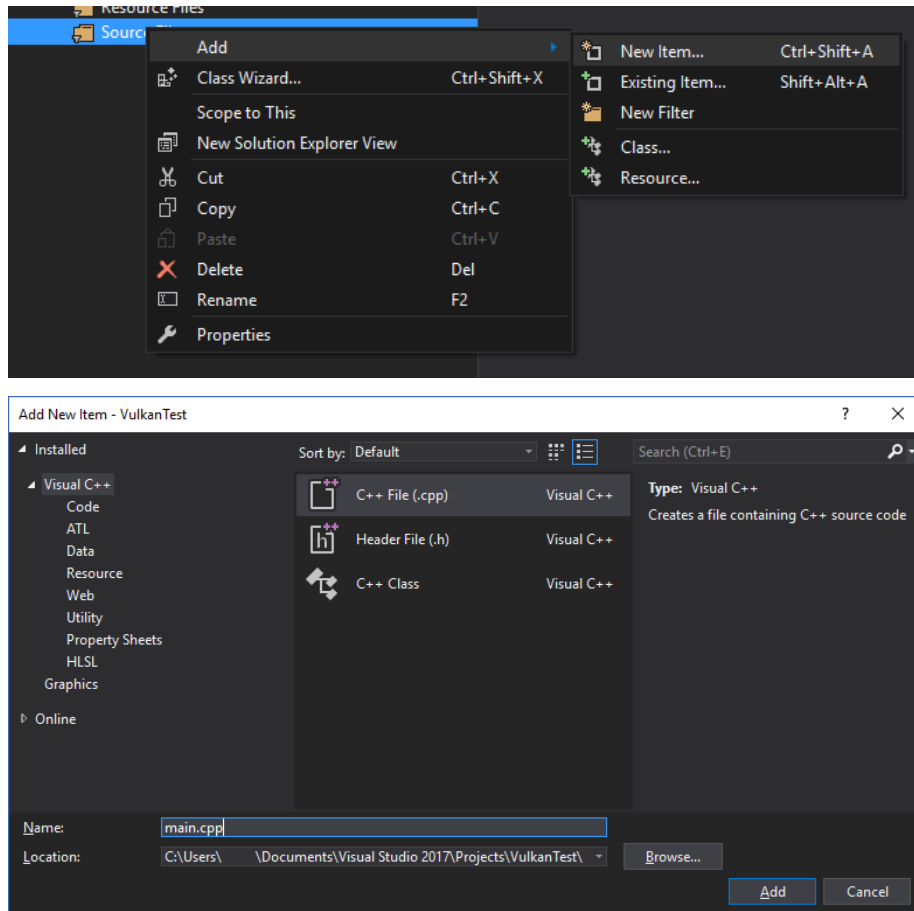 Resource Files
Add
Class Wizard... Ctrl+Shift+X
Scope to This
New Solution Explorer View
Cut Ctrl+X
Copy Ctrl+C
Paste Ctrl+V
Delete Del
Rename F2
Properties
New Item... Ctrl+Shift+A
Existing Item... Shift+Alt+A
New Filter
Class...
Resource...
Add New Item - VulkanTest ? ×
Installed
Sort by: Default
Search (Ctrl+E)
Visual C++
Code
ATL
Data
Resource
Web
Utility
Property Sheets
HLSL
Graphics
Online
C++ File (.cpp) Visual C++
Header File (.h) Visual C++
C++ Class Visual C++
Type: Visual C++
Creates a file containing C++ source code
Name: main.cpp
Location: C:\Users\ \Documents\Visual Studio 2017\Projects\VulkanTest\
Browse...
Add Cancel